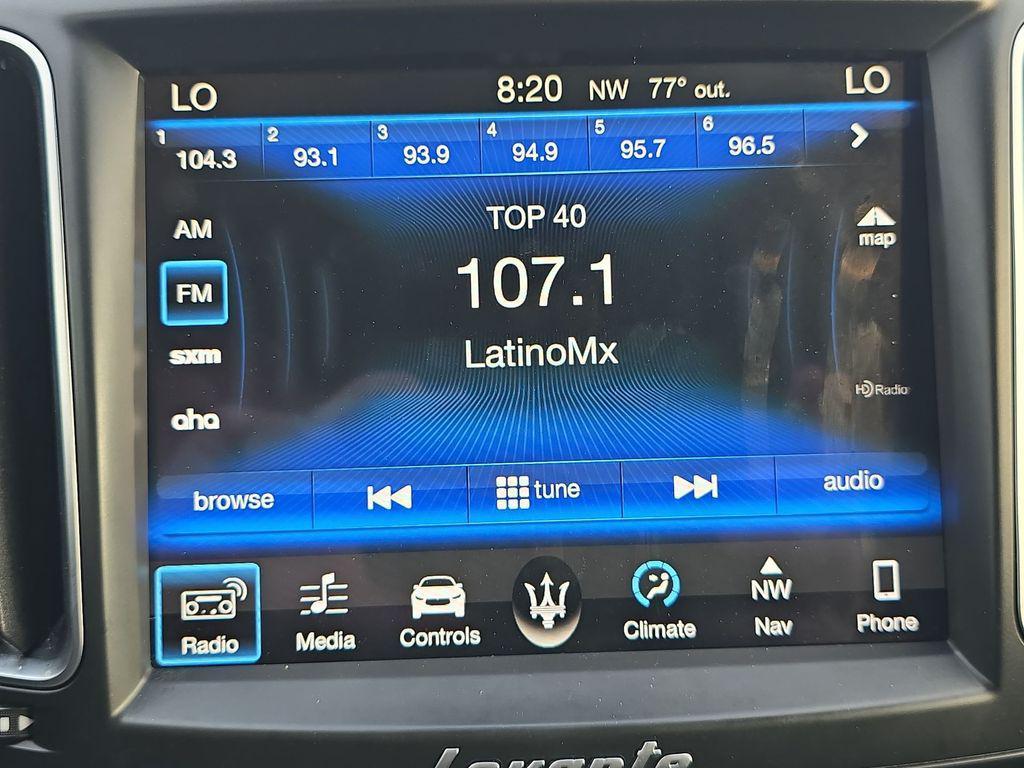 LO 8:20 NW 77° out. LO
1 2 3 4 5 6
104.3 93.1 93.9 94.9 95.7 96.5
TOP 40
AM
map
107.1
FM
LatinoMx
sxm
HD Radio
aha
browse tune audio
NW
Radio Media Controls Climate Nav Phone
Levante